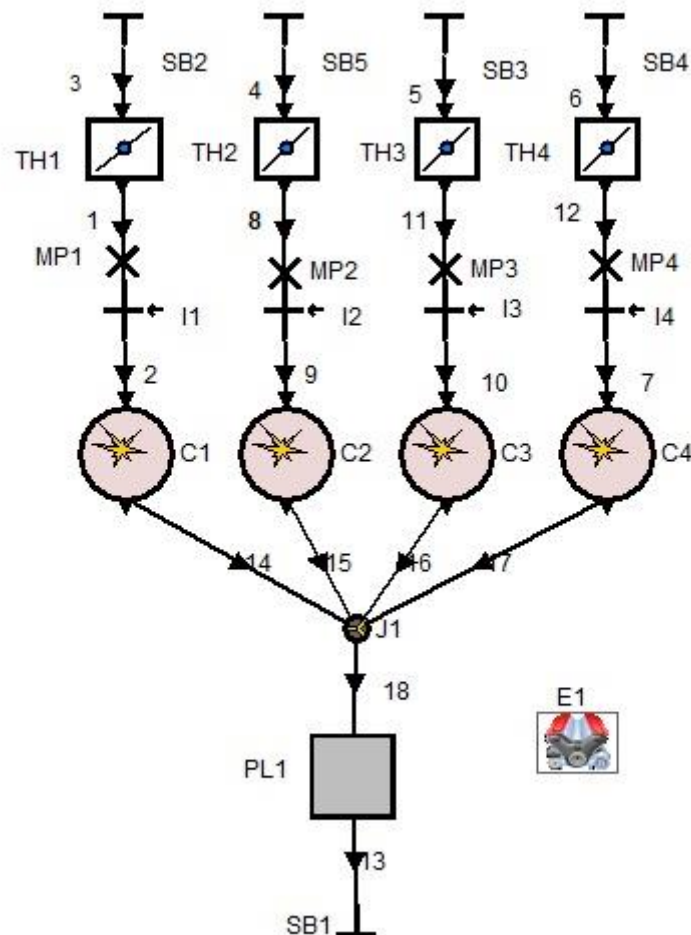 SB2 SB5 SB3 SB4
3 4 5 6
TH1 TH2 TH3 TH4
1 8 11 12
MP1 MP2 MP3 MP4
I1 I2 I3 I4
2 9 10 7
C1 C2 C3 C4
14 15 16 17
J1
18
E1
PL1
13
SB1